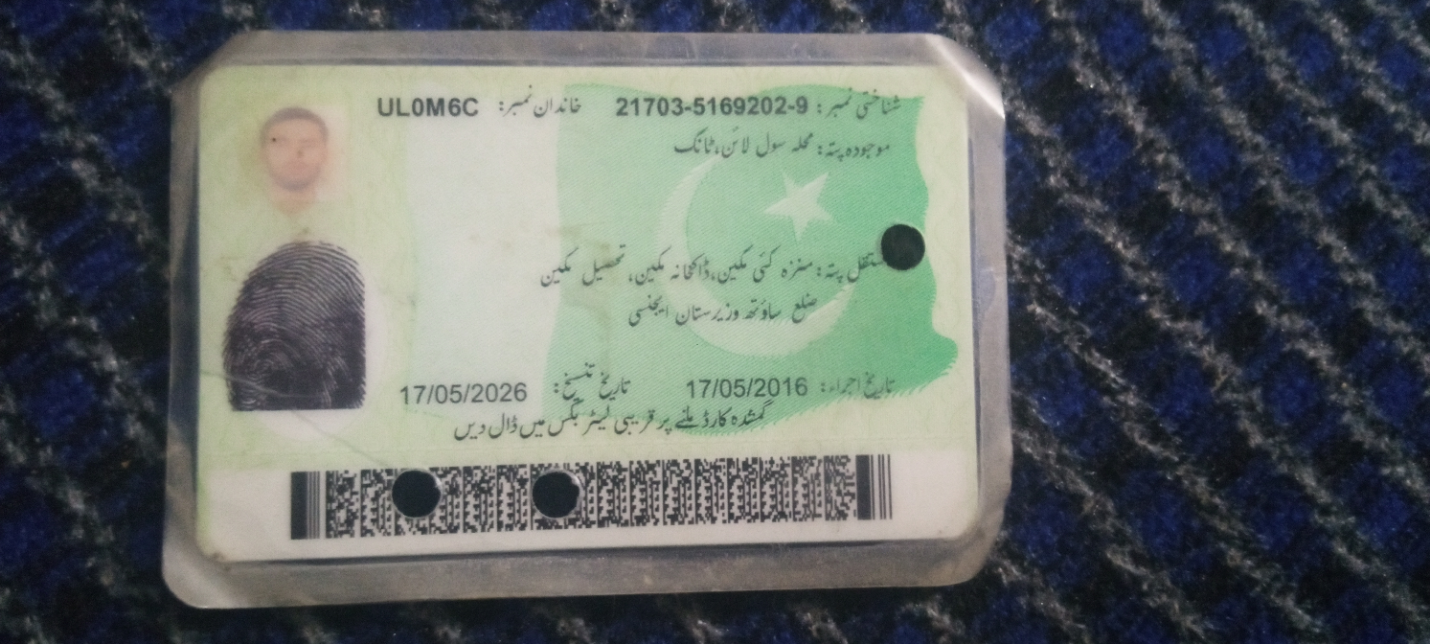 شناختی نمبر: 21703-5169202-9 خاندان نمبر: UL0M6C
موجودہ پتہ: محلہ سول لائن، ٹانک
مستقل پتہ: منزہ کئی مکین، ڈاکخانہ مکین، تحصیل مکین
ضلع ساؤتھ وزیرستان ایجنسی
تاریخ اجراء: 17/05/2016 تاریخ تنسیخ: 17/05/2026
گمشدہ کارڈ ملنے پر قریبی لیٹر بکس میں ڈال دیں